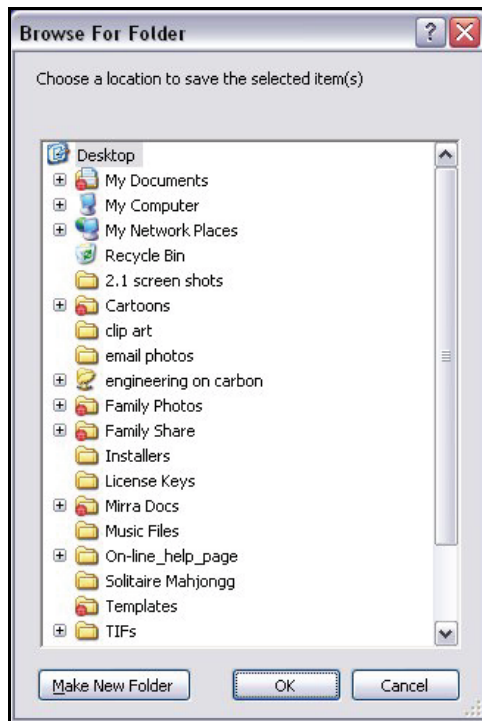 Browse For Folder
Choose a location to save the selected item(s)
Desktop
My Documents
My Computer
My Network Places
Recycle Bin
2.1 screen shots
Cartoons
clip art
email photos
engineering on carbon
Family Photos
Family Share
Installers
License Keys
Mirra Docs
Music Files
On-line_help_page
Solitaire Mahjongg
Templates
TIFs
Make New Folder OK Cancel